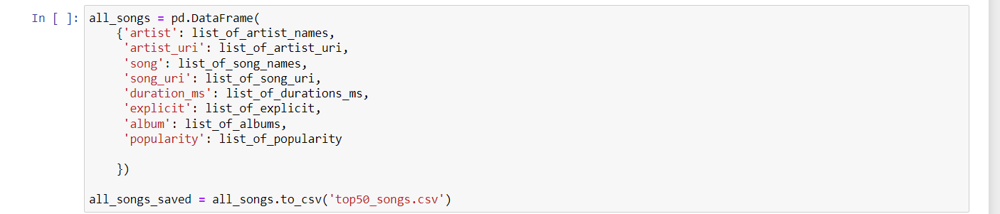 In [ ]: all_songs = pd.DataFrame(
{'artist': list_of_artist_names,
'artist_uri': list_of_artist_uri,
'song': list_of_song_names,
'song_uri': list_of_song_uri,
'duration_ms': list_of_durations_ms,
'explicit': list_of_explicit,
'album': list_of_albums,
'popularity': list_of_popularity
})
all_songs_saved = all_songs.to_csv('top50_songs.csv')